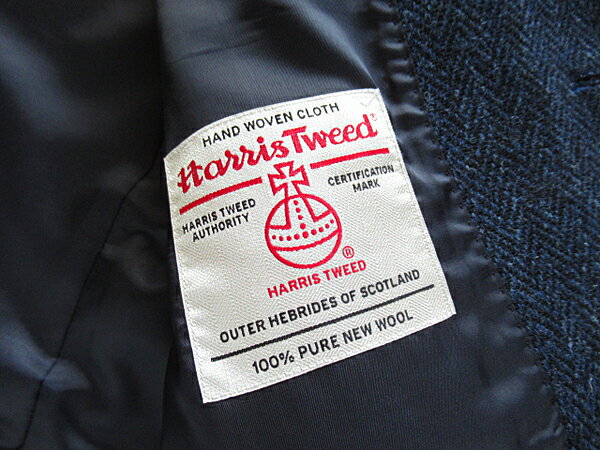 HAND WOVEN CLOTH
Harris Tweed®
HARRIS TWEED
AUTHORITY
CERTIFICATION
MARK
®
HARRIS TWEED
OUTER HEBRIDES OF SCOTLAND
100% PURE NEW WOOL